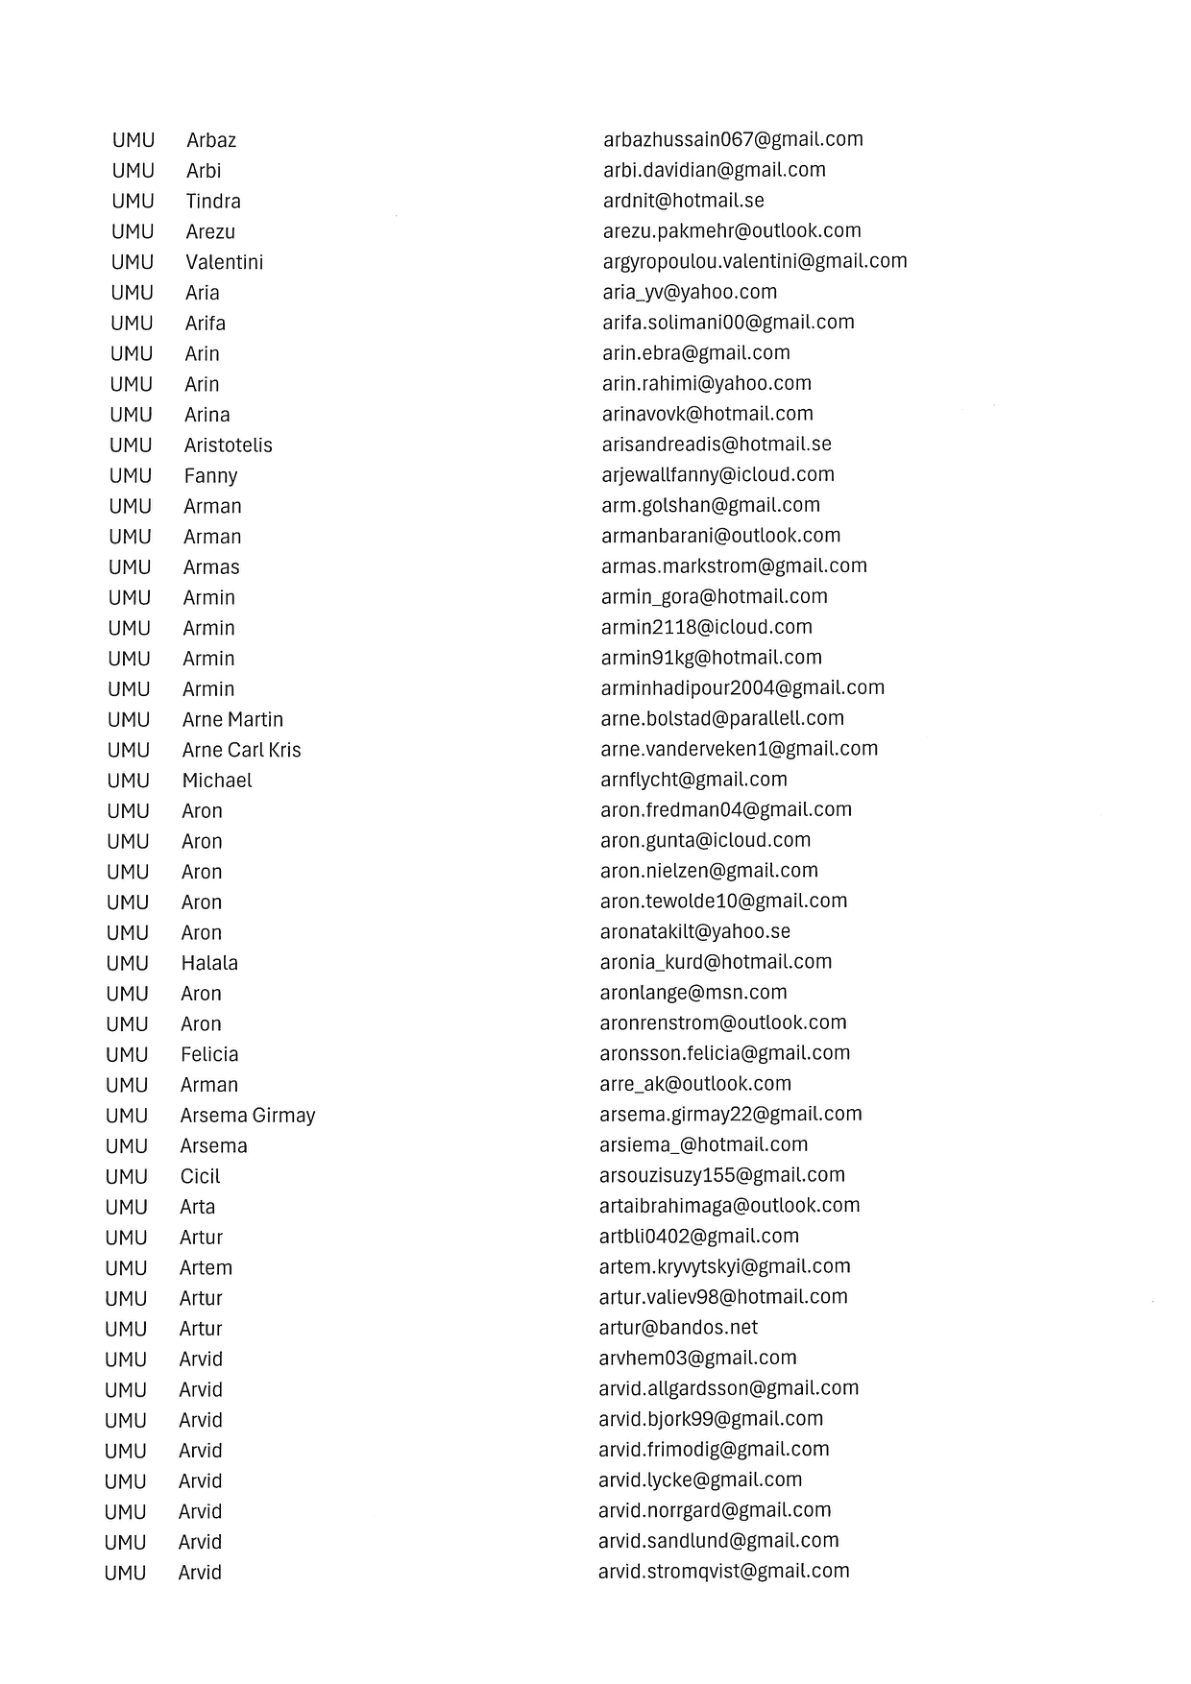 UMU Arbaz arbazhussain067@gmail.com
UMU Arbi arbi.davidian@gmail.com
UMU Tindra ardnit@hotmail.se
UMU Arezu arezu.pakmehr@outlook.com
UMU Valentini argyropoulou.valentini@gmail.com
UMU Aria aria_yv@yahoo.com
UMU Arifa arifa.solimani00@gmail.com
UMU Arin arin.ebra@gmail.com
UMU Arin arin.rahimi@yahoo.com
UMU Arina arinavovk@hotmail.com
UMU Aristotelis arisandreadis@hotmail.se
UMU Fanny arjewallfanny@icloud.com
UMU Arman arm.golshan@gmail.com
UMU Arman armanbarani@outlook.com
UMU Armas armas.markstrom@gmail.com
UMU Armin armin_gora@hotmail.com
UMU Armin armin2118@icloud.com
UMU Armin armin91kg@hotmail.com
UMU Armin arminhadipour2004@gmail.com
UMU Arne Martin arne.bolstad@parallell.com
UMU Arne Carl Kris arne.vanderveken1@gmail.com
UMU Michael arnflycht@gmail.com
UMU Aron aron.fredman04@gmail.com
UMU Aron aron.gunta@icloud.com
UMU Aron aron.nielzen@gmail.com
UMU Aron aron.tewolde10@gmail.com
UMU Aron aronatakilt@yahoo.se
UMU Halala aronia_kurd@hotmail.com
UMU Aron aronlange@msn.com
UMU Aron aronrenstrom@outlook.com
UMU Felicia aronsson.felicia@gmail.com
UMU Arman arre_ak@outlook.com
UMU Arsema Girmay arsema.girmay22@gmail.com
UMU Arsema arsiema_@hotmail.com
UMU Cicil arsouzisuzy155@gmail.com
UMU Arta artaibrahimaga@outlook.com
UMU Artur artbli0402@gmail.com
UMU Artem artem.kryvytskyi@gmail.com
UMU Artur artur.valiev98@hotmail.com
UMU Artur artur@bandos.net
UMU Arvid arvhem03@gmail.com
UMU Arvid arvid.allgardsson@gmail.com
UMU Arvid arvid.bjork99@gmail.com
UMU Arvid arvid.frimodig@gmail.com
UMU Arvid arvid.lycke@gmail.com
UMU Arvid arvid.norrgard@gmail.com
UMU Arvid arvid.sandlund@gmail.com
UMU Arvid arvid.stromqvist@gmail.com